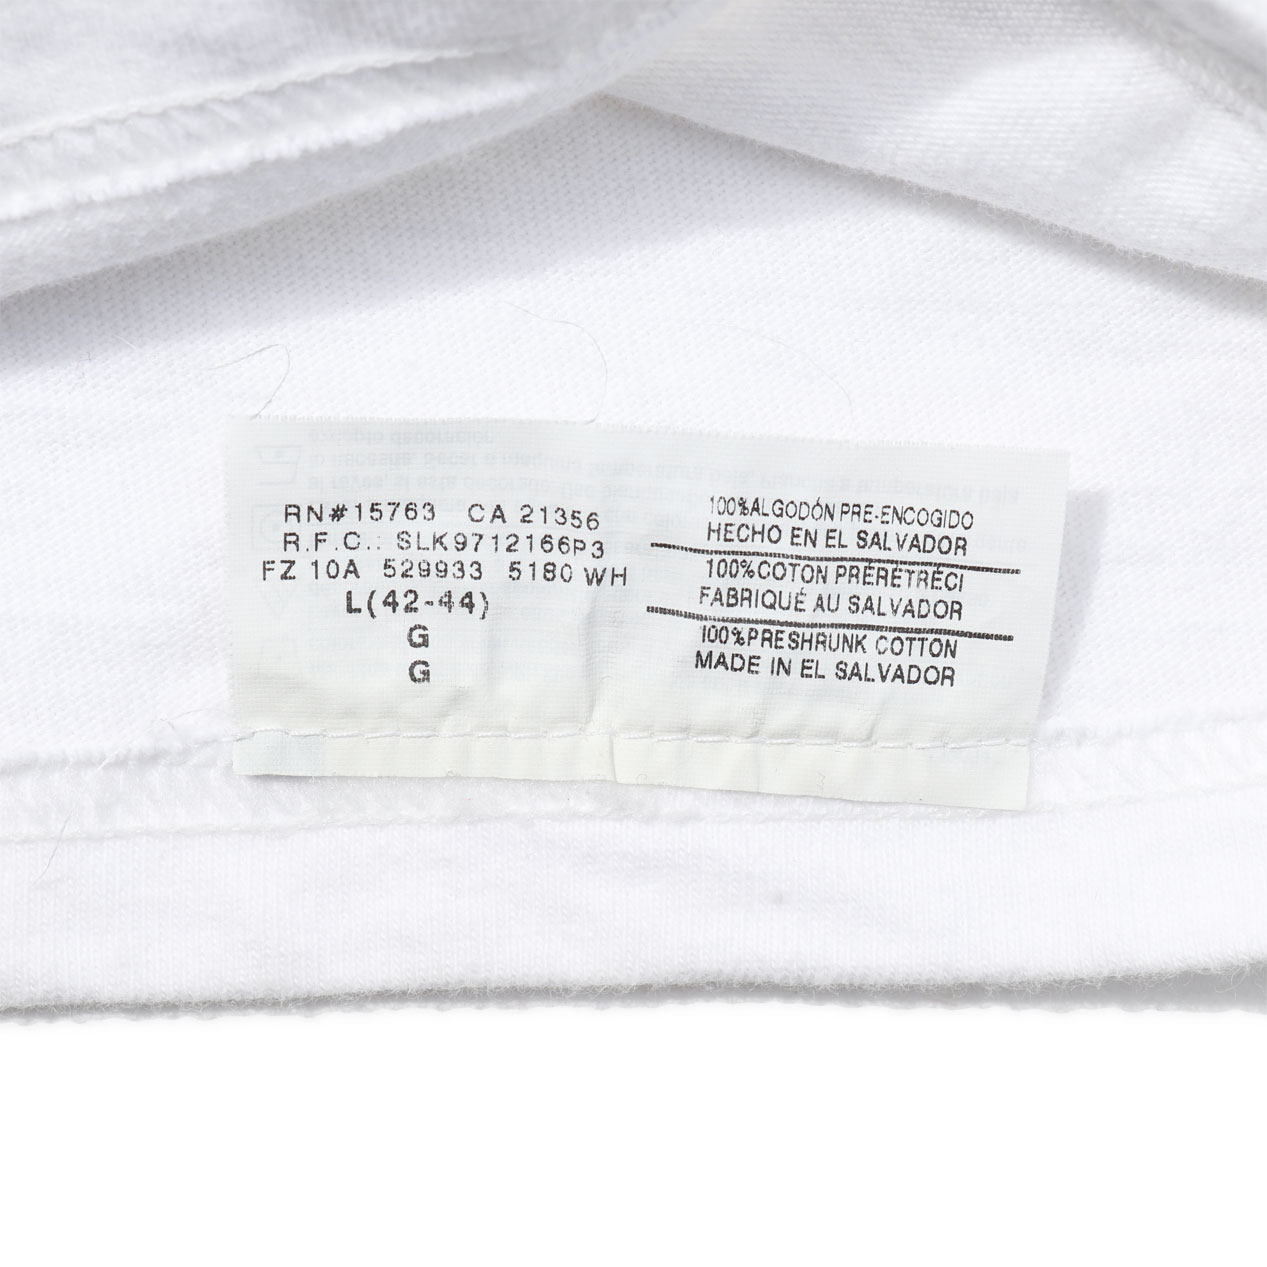 RN#15763 CA 21356
R.F.C.: SLK9712166P3
FZ 10A 529933 5180 WH
L(42-44)
G
G
100%ALGODÓN PRE-ENCOGIDO
HECHO EN EL SALVADOR
100%COTON PRÉRÉTRÉCI
FABRIQUÉ AU SALVADOR
100%PRESHRUNK COTTON
MADE IN EL SALVADOR